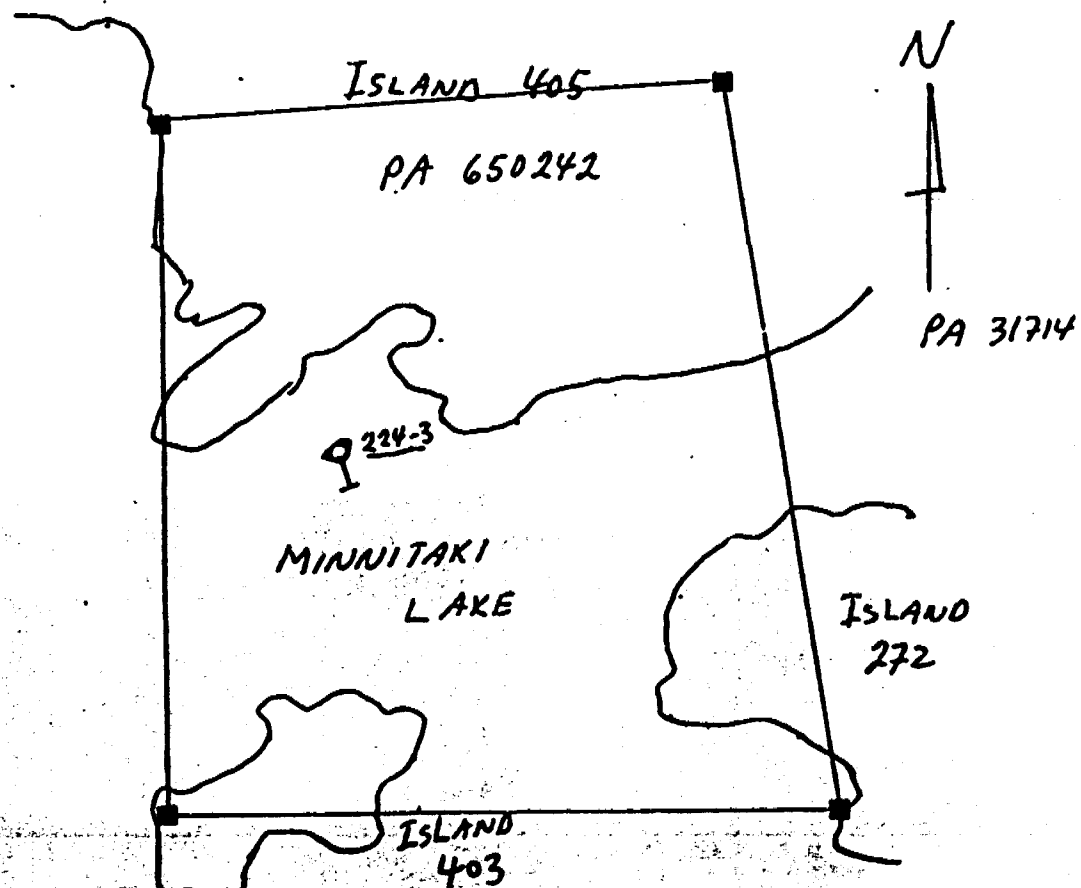 N
ISLAND 405
PA 650242
PA 31714
224-3
MINNITAKI
LAKE
ISLAND
272
ISLAND
403